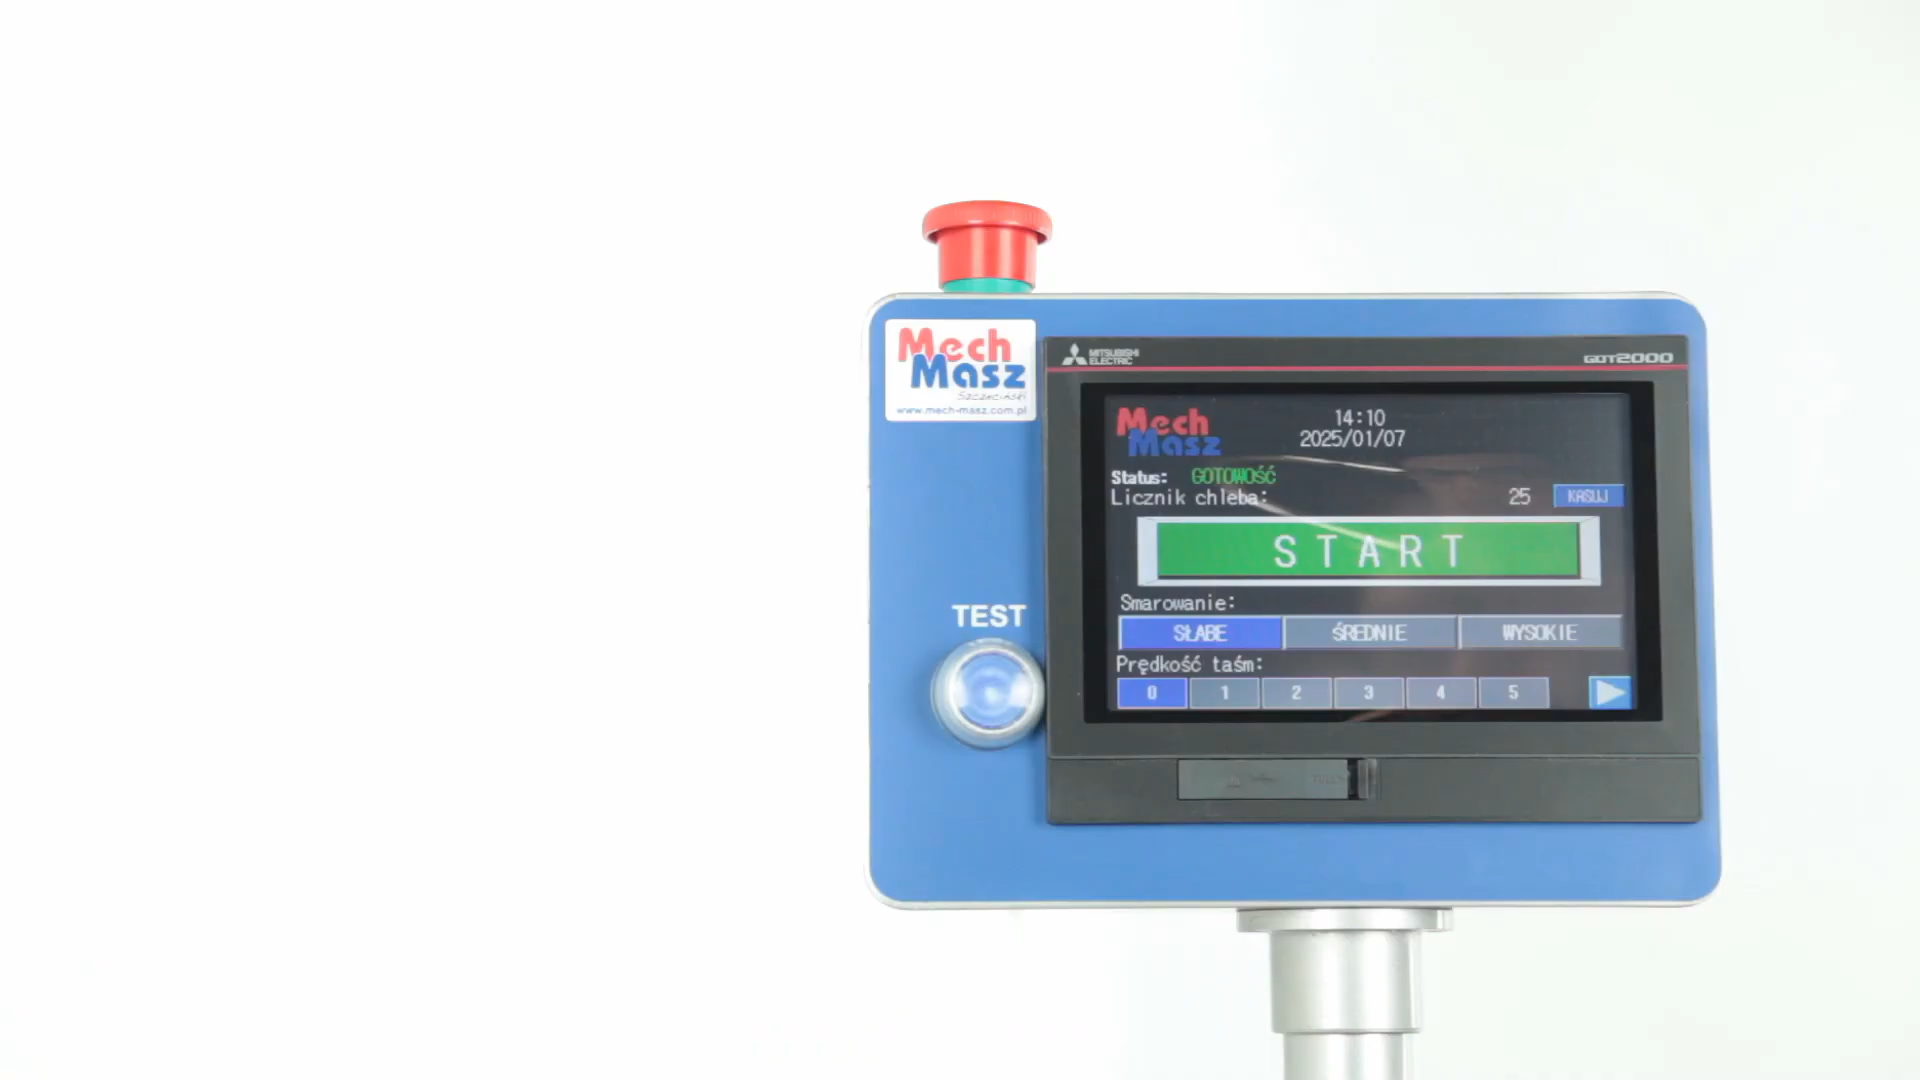 Mech
Masz
Szczeciński
www.mech-masz.com.pl
MITSUBISHI
ELECTRIC
GOT2000
Mech
Masz
14:10
2025/01/07
Status: GOTOWOŚĆ
Licznik chleba: 25 KASUJ
START
Smarowanie:
SŁABE ŚREDNIE WYSOKIE
Prędkość taśm:
0 1 2 3 4 5
TEST